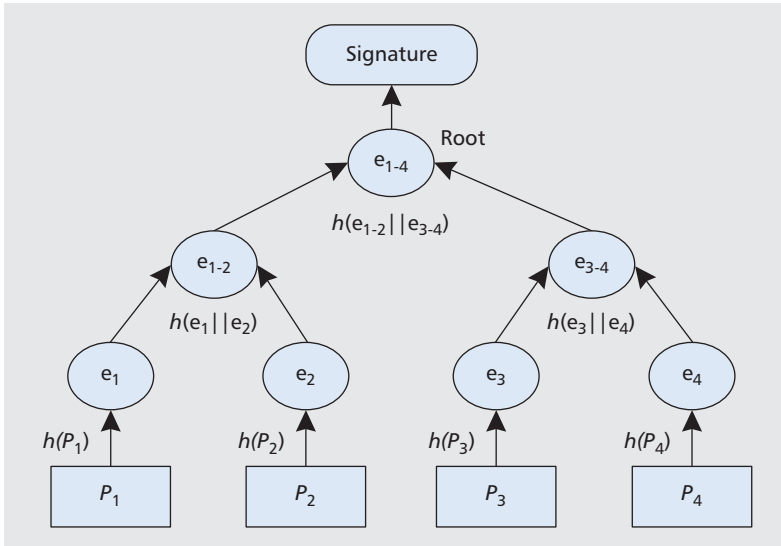 Signature
Root
e₁₋₄
h(e₁₋₂||e₃₋₄)
e₁₋₂
e₃₋₄
h(e₁||e₂)
h(e₃||e₄)
e₁
e₂
e₃
e₄
h(P₁)
h(P₂)
h(P₃)
h(P₄)
P₁
P₂
P₃
P₄